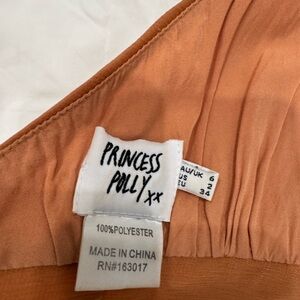 PRINCESS
POLLY xx
AU/UK 6
US 2
EU 34
100%POLYESTER
MADE IN CHINA
RN#163017